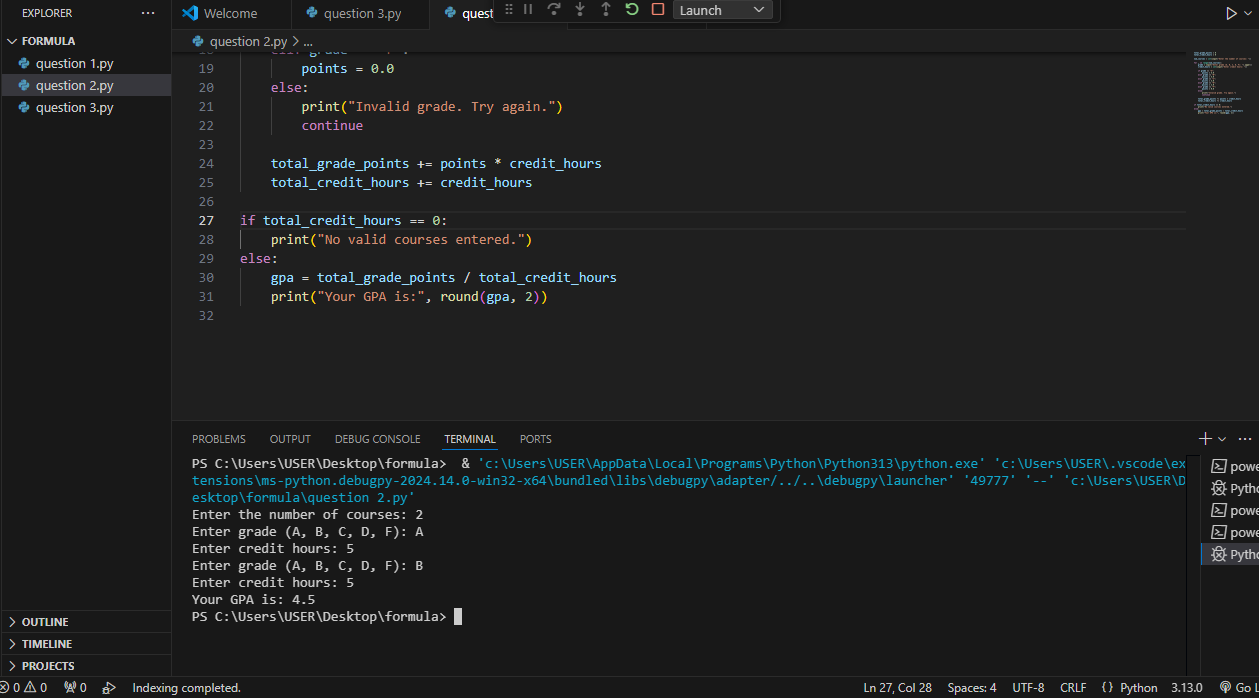 EXPLORER
···
Welcome
question 3.py
quest
Launch
FORMULA
question 1.py
question 2.py
question 3.py
question 2.py > ...
19 points = 0.0
20 else:
21 print("Invalid grade. Try again.")
22 continue
23
24 total_grade_points += points * credit_hours
25 total_credit_hours += credit_hours
26
27 if total_credit_hours == 0:
28 print("No valid courses entered.")
29 else:
30 gpa = total_grade_points / total_credit_hours
31 print("Your GPA is:", round(gpa, 2))
32
PROBLEMS OUTPUT DEBUG CONSOLE TERMINAL PORTS
PS C:\Users\USER\Desktop\formula> & 'c:\Users\USER\AppData\Local\Programs\Python\Python313\python.exe' 'c:\Users\USER\.vscode\ex
tensions\ms-python.debugpy-2024.14.0-win32-x64\bundled\libs\debugpy\adapter/../..\debugpy\launcher' '49777' '--' 'c:\Users\USER\D
esktop\formula\question 2.py'
Enter the number of courses: 2
Enter grade (A, B, C, D, F): A
Enter credit hours: 5
Enter grade (A, B, C, D, F): B
Enter credit hours: 5
Your GPA is: 4.5
PS C:\Users\USER\Desktop\formula>
powe
Pytho
powe
powe
Pytho
OUTLINE
TIMELINE
PROJECTS
0 0 0 Indexing completed.
Ln 27, Col 28 Spaces: 4 UTF-8 CRLF {} Python 3.13.0 Go L